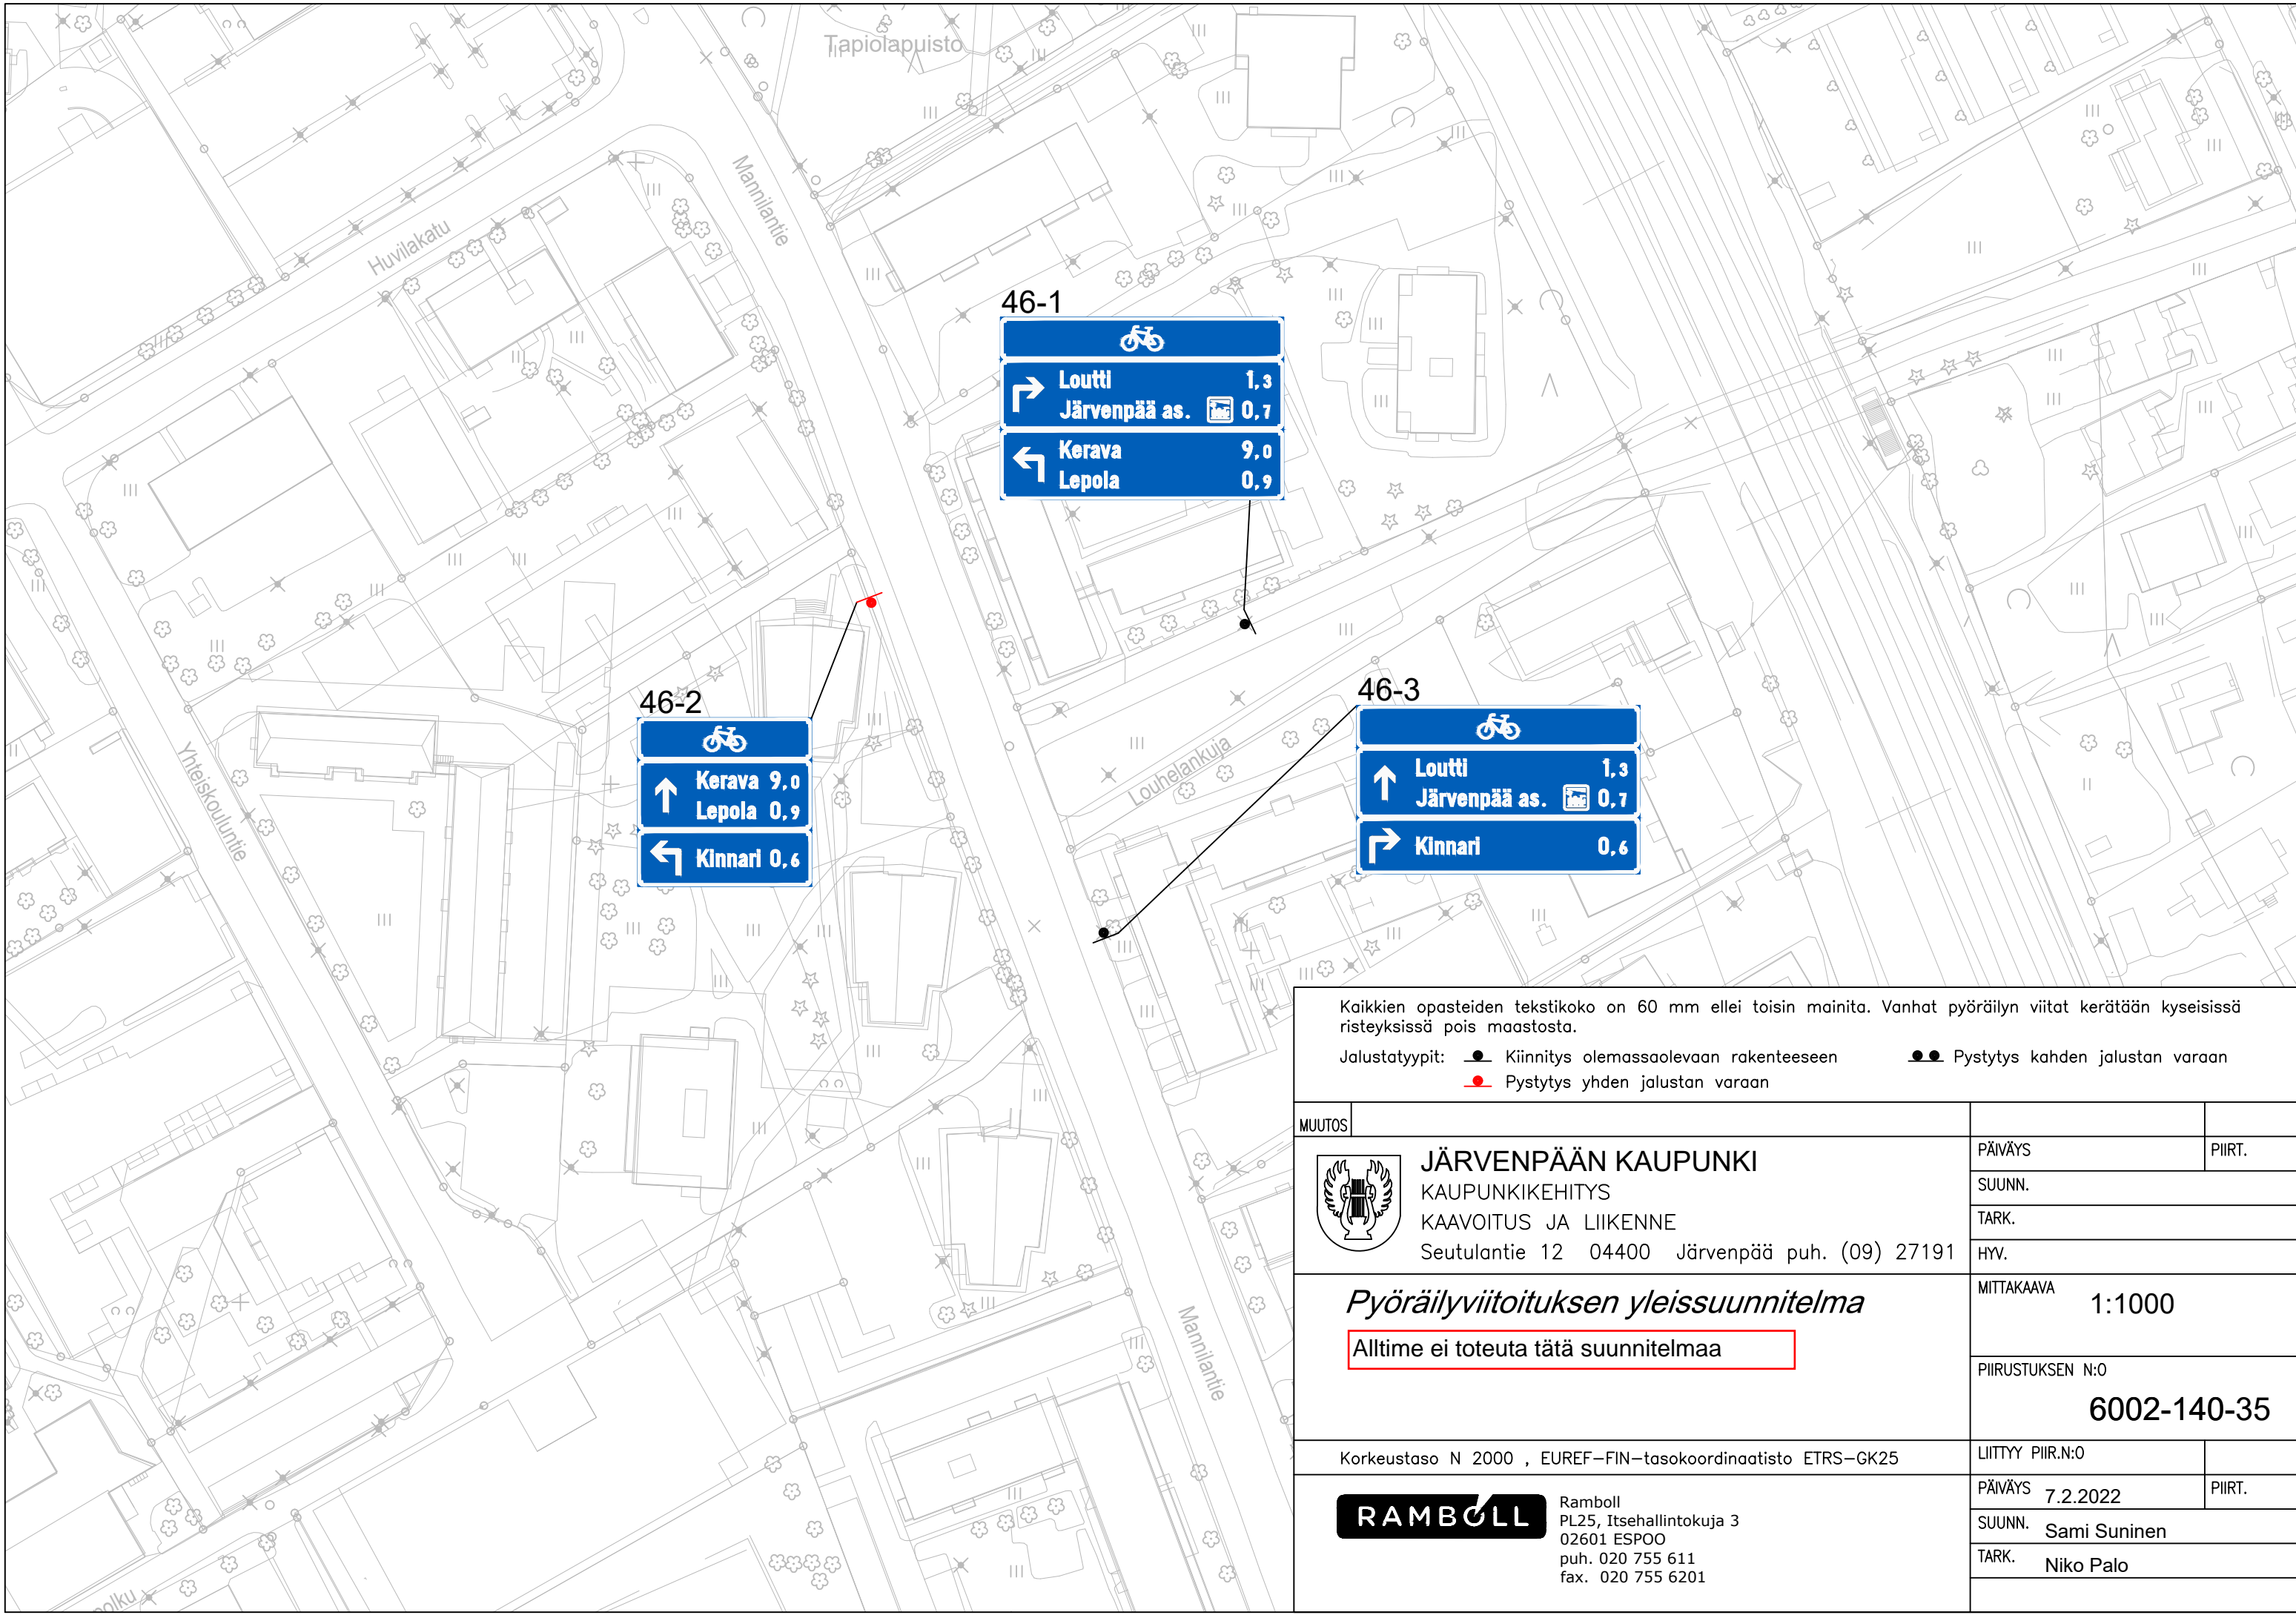 Tapiolapuisto
Mannilantie
Huvilakatu
46-1
Loutti 1,3
Järvenpää as. 0,7
Kerava 9,0
Lepola 0,9
46-2
Kerava 9,0
Lepola 0,9
Kinnari 0,6
46-3
Loutti 1,3
Järvenpää as. 0,7
Kinnari 0,6
Yhteiskouluntie
Louhelankuja
Mannilantie
olku
Kaikkien opasteiden tekstikoko on 60 mm ellei toisin mainita. Vanhat pyöräilyn viitat kerätään kyseisissä
risteyksissä pois maastosta.
Jalustatyypit: Kiinnitys olemassaolevaan rakenteeseen Pystytys kahden jalustan varaan
Pystytys yhden jalustan varaan
MUUTOS
JÄRVENPÄÄN KAUPUNKI
KAUPUNKIKEHITYS
KAAVOITUS JA LIIKENNE
Seutulantie 12 04400 Järvenpää puh. (09) 27191
PÄIVÄYS PIIRT.
SUUNN.
TARK.
HYV.
Pyöräilyviitoituksen yleissuunnitelma
Alltime ei toteuta tätä suunnitelmaa
MITTAKAAVA
1:1000
PIIRUSTUKSEN N:O
6002-140-35
Korkeustaso N 2000 , EUREF-FIN-tasokoordinaatisto ETRS-GK25
LIITTYY PIIR.N:O
RAMBOLL
Ramboll
PL25, Itsehallintokuja 3
02601 ESPOO
puh. 020 755 611
fax. 020 755 6201
PÄIVÄYS 7.2.2022 PIIRT.
SUUNN. Sami Suninen
TARK. Niko Palo